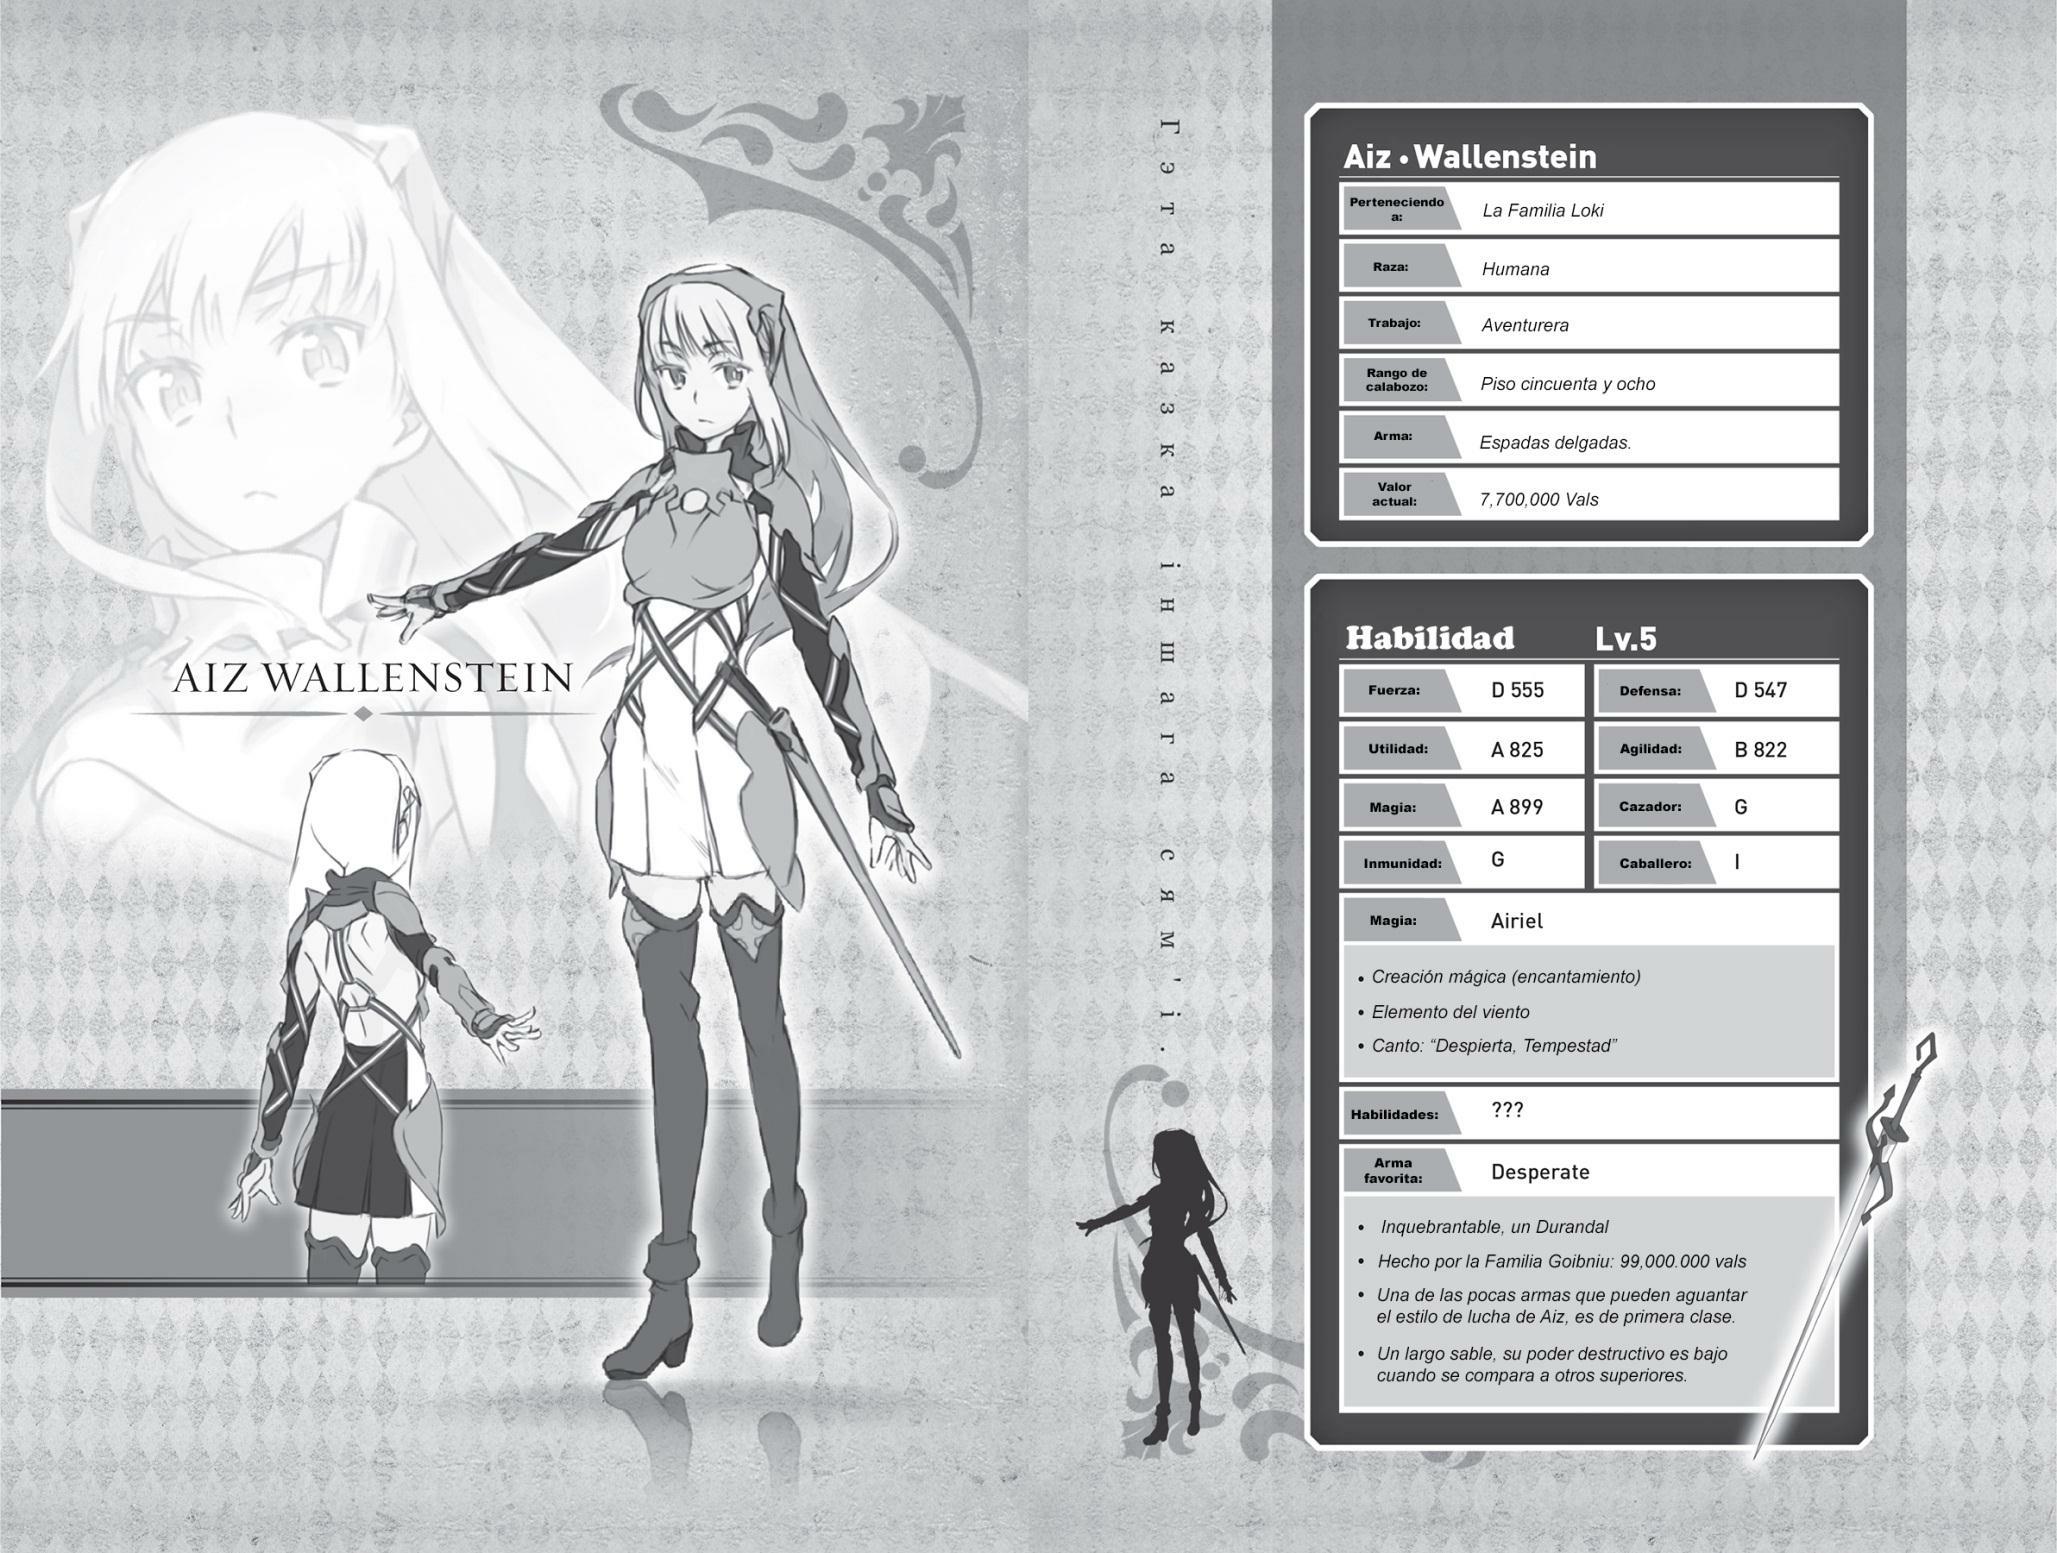 AIZ WALLENSTEIN
Гэта казка іншага сям'і.
Aiz • Wallenstein
Perteneciendo
a:
La Familia Loki
Raza:
Humana
Trabajo:
Aventurera
Rango de
calabozo:
Piso cincuenta y ocho
Arma:
Espadas delgadas.
Valor
actual:
7,700,000 Vals
Habilidad Lv.5
Fuerza: D 555 Defensa: D 547
Utilidad: A 825 Agilidad: B 822
Magia: A 899 Cazador: G
Inmunidad: G Caballero: I
Magia: Airiel
• Creación mágica (encantamiento)
• Elemento del viento
• Canto: “Despierta, Tempestad”
Habilidades: ???
Arma
favorita:
Desperate
• Inquebrantable, un Durandal
• Hecho por la Familia Goibniu: 99,000.000 vals
• Una de las pocas armas que pueden aguantar
el estilo de lucha de Aiz, es de primera clase.
• Un largo sable, su poder destructivo es bajo
cuando se compara a otros superiores.